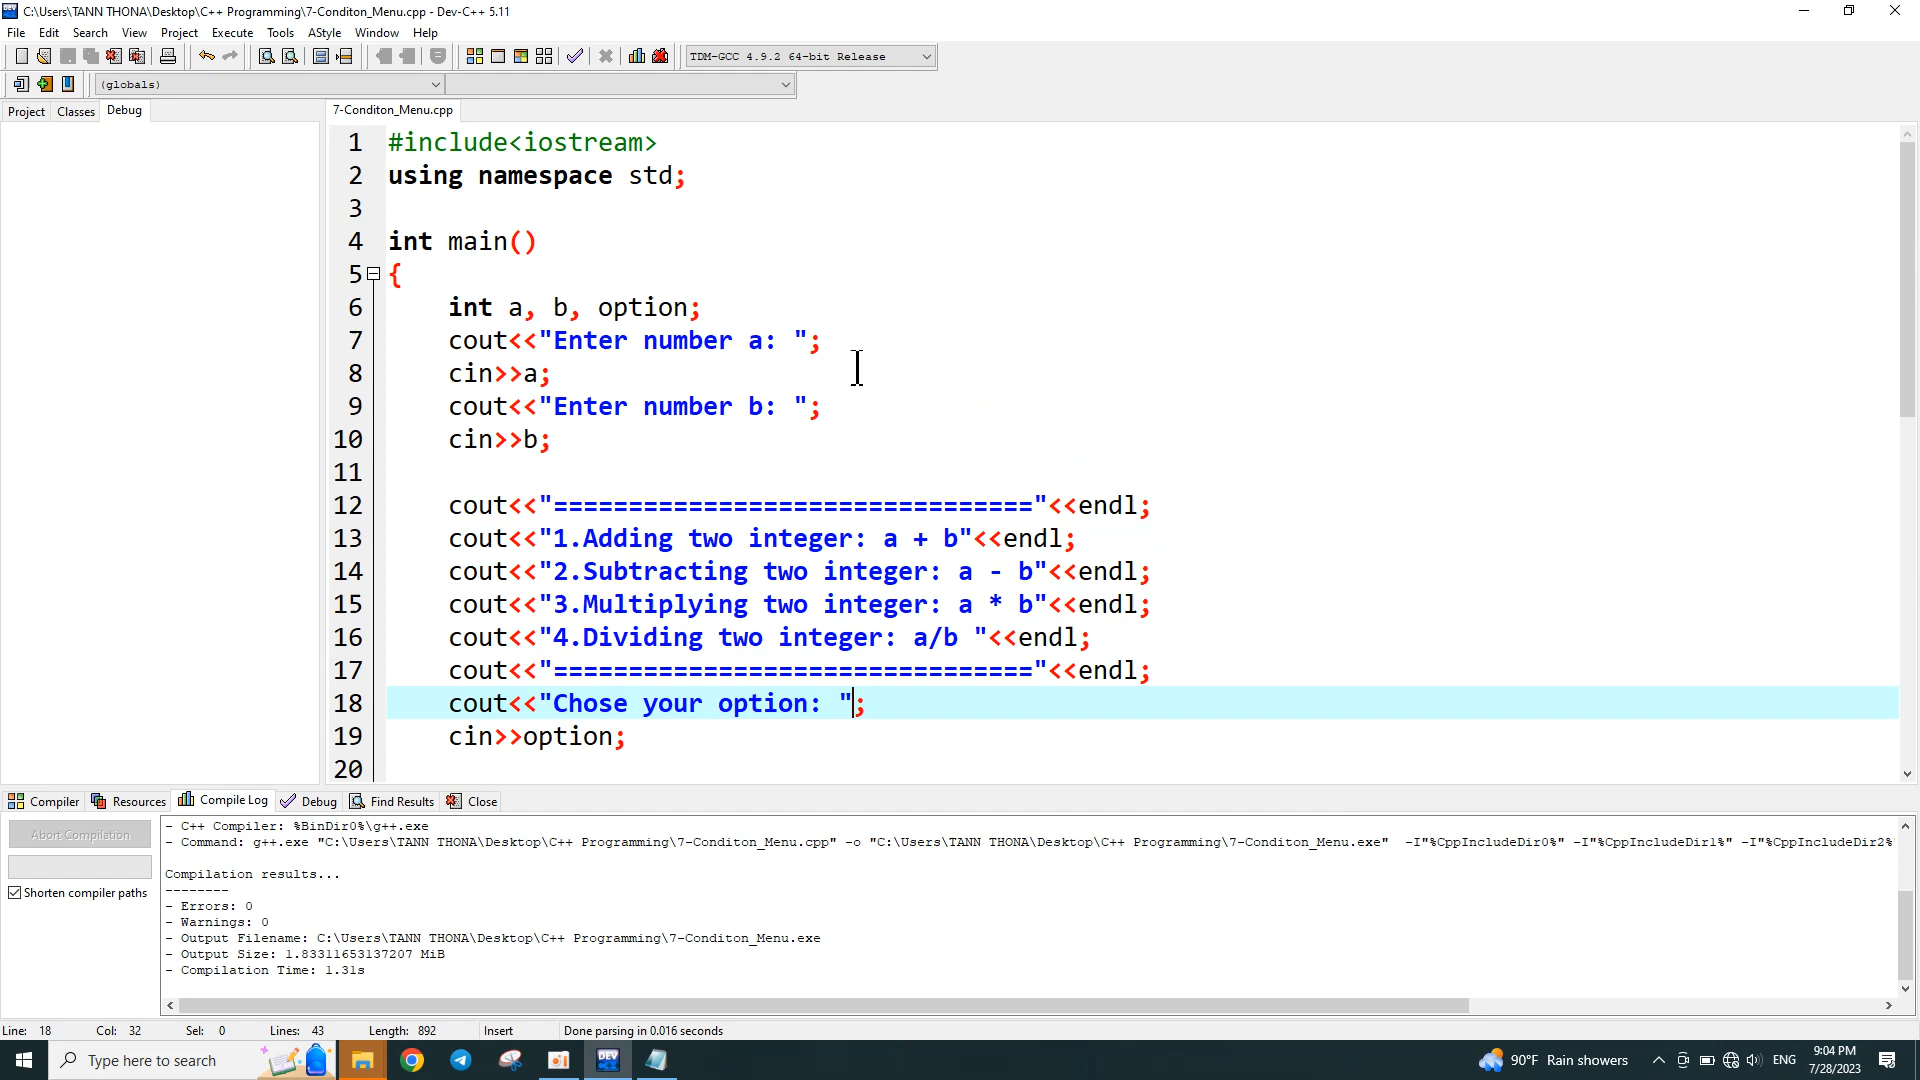 C:\Users\TANN THONA\Desktop\C++ Programming\7-Conditon_Menu.cpp - Dev-C++ 5.11
File Edit Search View Project Execute Tools AStyle Window Help
TDM-GCC 4.9.2 64-bit Release
(globals)
Project Classes Debug
7-Conditon_Menu.cpp
1 #include<iostream>
2 using namespace std;
3
4 int main()
5 {
6 int a, b, option;
7 cout<<"Enter number a: ";
8 cin>>a;
9 cout<<"Enter number b: ";
10 cin>>b;
11
12 cout<<"================================"<<endl;
13 cout<<"1.Adding two integer: a + b"<<endl;
14 cout<<"2.Subtracting two integer: a - b"<<endl;
15 cout<<"3.Multiplying two integer: a * b"<<endl;
16 cout<<"4.Dividing two integer: a/b "<<endl;
17 cout<<"================================"<<endl;
18 cout<<"Chose your option: ";
19 cin>>option;
20
Compiler Resources Compile Log Debug Find Results Close
Abort Compilation
Shorten compiler paths
- C++ Compiler: %BinDir0%\g++.exe
- Command: g++.exe "C:\Users\TANN THONA\Desktop\C++ Programming\7-Conditon_Menu.cpp" -o "C:\Users\TANN THONA\Desktop\C++ Programming\7-Conditon_Menu.exe" -I"%CppIncludeDir0%" -I"%CppIncludeDir1%" -I"%CppIncludeDir2%'
Compilation results...
--------
- Errors: 0
- Warnings: 0
- Output Filename: C:\Users\TANN THONA\Desktop\C++ Programming\7-Conditon_Menu.exe
- Output Size: 1.83311653137207 MiB
- Compilation Time: 1.31s
Line: 18 Col: 32 Sel: 0 Lines: 43 Length: 892 Insert Done parsing in 0.016 seconds
Type here to search
DEV
90°F Rain showers
ENG
9:04 PM
7/28/2023